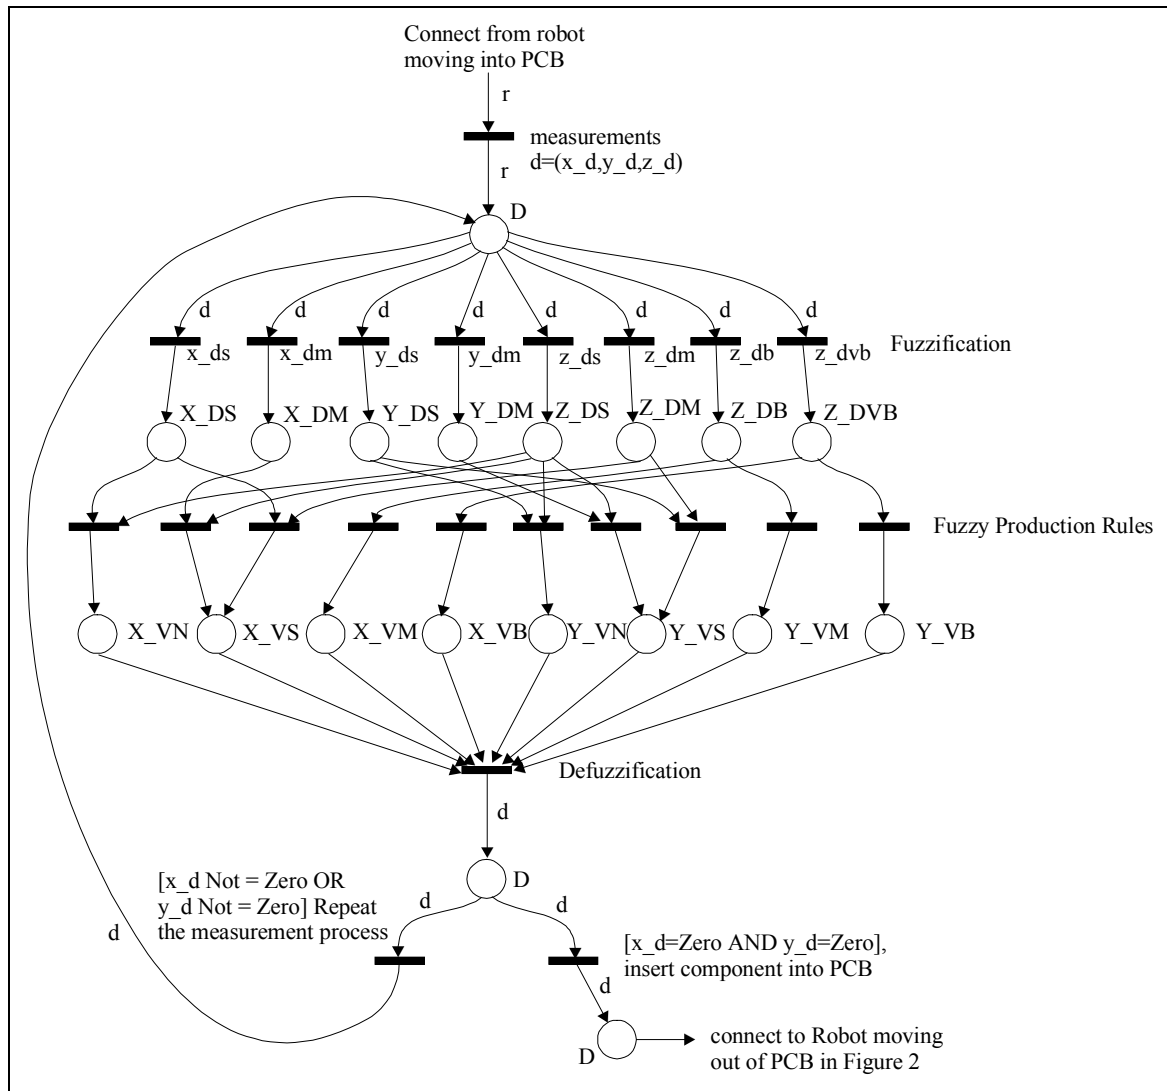 Connect from robot
moving into PCB
r
measurements
d=(x_d,y_d,z_d)
r
D
d d d d d d d d
x_ds x_dm y_ds y_dm z_ds z_dm z_db z_dvb
Fuzzification
X_DS X_DM Y_DS Y_DM Z_DS Z_DM Z_DB Z_DVB
Fuzzy Production Rules
X_VN X_VS X_VM X_VB Y_VN Y_VS Y_VM Y_VB
Defuzzification
d
D
[x_d Not = Zero OR
y_d Not = Zero] Repeat
the measurement process
d
d
d
[x_d=Zero AND y_d=Zero],
insert component into PCB
d
D
connect to Robot moving
out of PCB in Figure 2